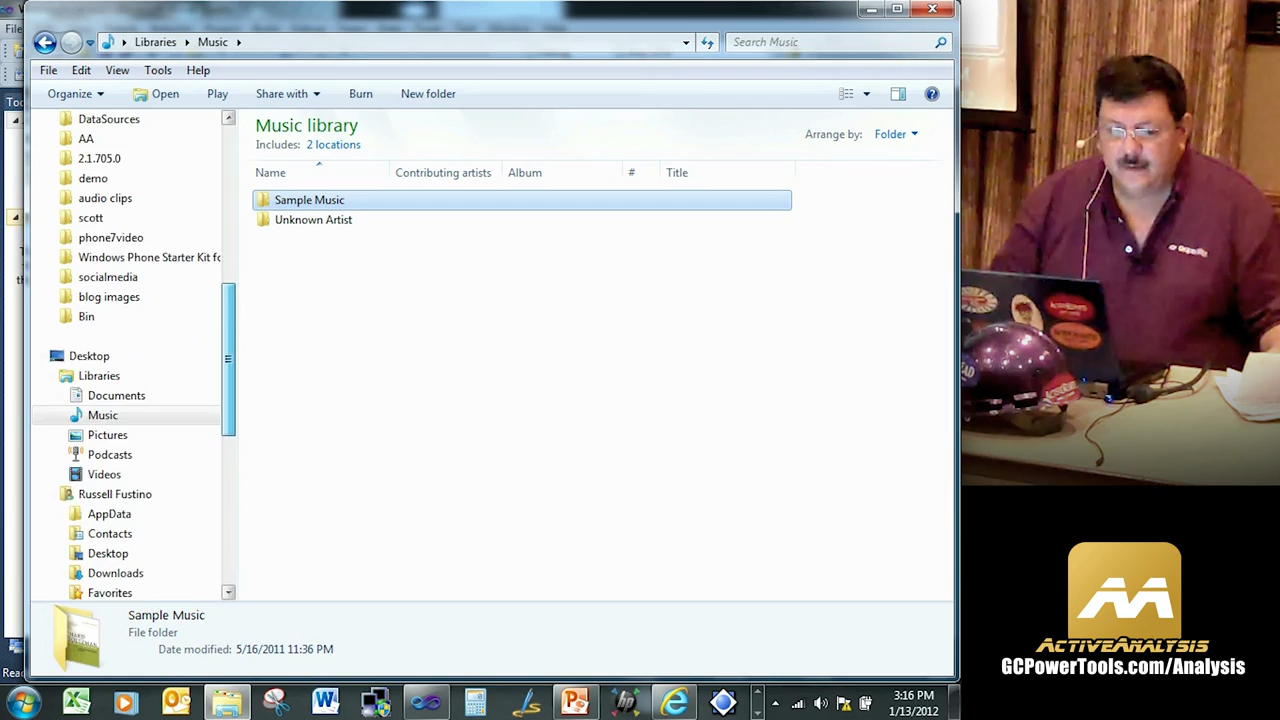 File
Too
Rea
Libraries
Music
Search Music
File
Edit
View
Tools
Help
Organize
Open
Play
Share with
Burn
New folder
DataSources
AA
2.1.705.0
demo
audio clips
scott
phone7video
Windows Phone Starter Kit fo
socialmedia
blog images
Bin
Desktop
Libraries
Documents
Music
Pictures
Podcasts
Videos
Russell Fustino
AppData
Contacts
Desktop
Downloads
Favorites
Music library
Includes: 2 locations
Arrange by: Folder
Name
Contributing artists
Album
#
Title
Sample Music
Unknown Artist
Sample Music
File folder
Date modified: 5/16/2011 11:36 PM
3:16 PM
1/13/2012
ACTIVEANALYSIS
GCPowerTools.com/Analysis